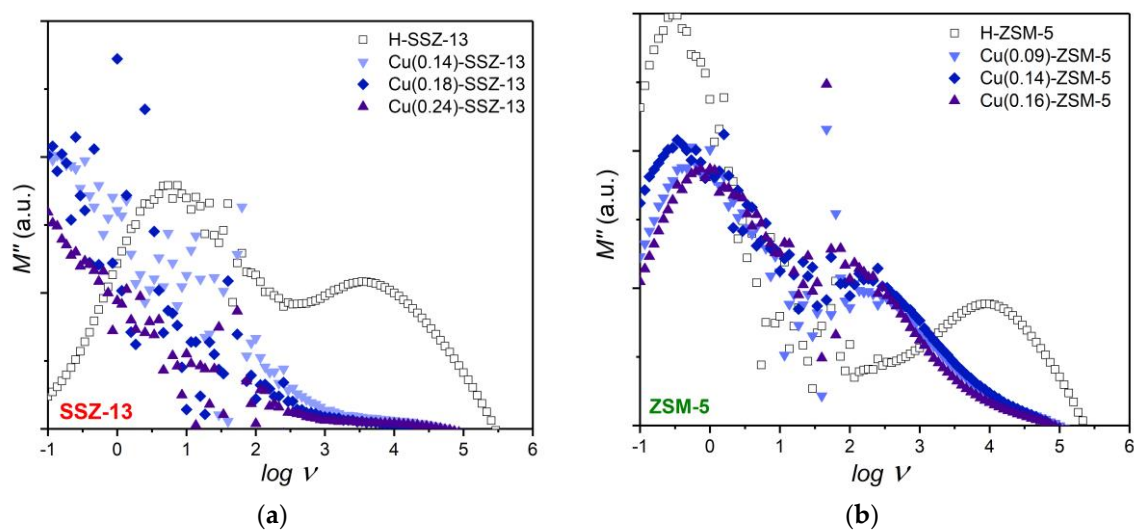 H-SSZ-13
Cu(0.14)-SSZ-13
Cu(0.18)-SSZ-13
Cu(0.24)-SSZ-13
M'' (a.u.)
SSZ-13
-1 0 1 2 3 4 5 6
log ν
(a)
H-ZSM-5
Cu(0.09)-ZSM-5
Cu(0.14)-ZSM-5
Cu(0.16)-ZSM-5
M'' (a.u.)
ZSM-5
-1 0 1 2 3 4 5 6
log ν
(b)